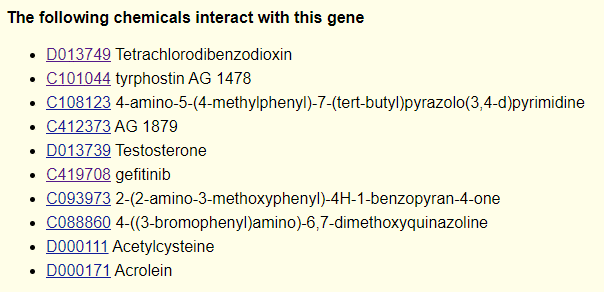 The following chemicals interact with this gene
D013749 Tetrachlorodibenzodioxin
C101044 tyrphostin AG 1478
C108123 4-amino-5-(4-methylphenyl)-7-(tert-butyl)pyrazolo(3,4-d)pyrimidine
C412373 AG 1879
D013739 Testosterone
C419708 gefitinib
C093973 2-(2-amino-3-methoxyphenyl)-4H-1-benzopyran-4-one
C088860 4-((3-bromophenyl)amino)-6,7-dimethoxyquinazoline
D000111 Acetylcysteine
D000171 Acrolein